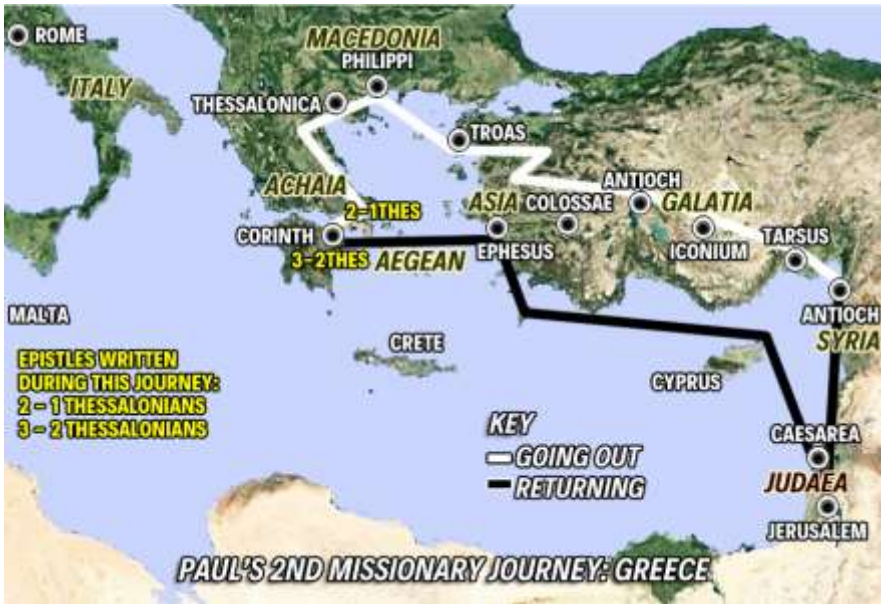 ROME
MACEDONIA
PHILIPPI
ITALY
THESSALONICA
TROAS
ACHAIA
ANTIOCH
2-1THES
ASIA
COLOSSAE
GALATIA
CORINTH
EPHESUS
ICONIUM
TARSUS
3-2THES
AEGEAN
MALTA
ANTIOCH
SYRIA
CRETE
CYPRUS
EPISTLES WRITTEN
DURING THIS JOURNEY:
2 - 1 THESSALONIANS
3 - 2 THESSALONIANS
KEY
GOING OUT
RETURNING
CAESAREA
JUDAEA
JERUSALEM
PAUL'S 2ND MISSIONARY JOURNEY: GREECE